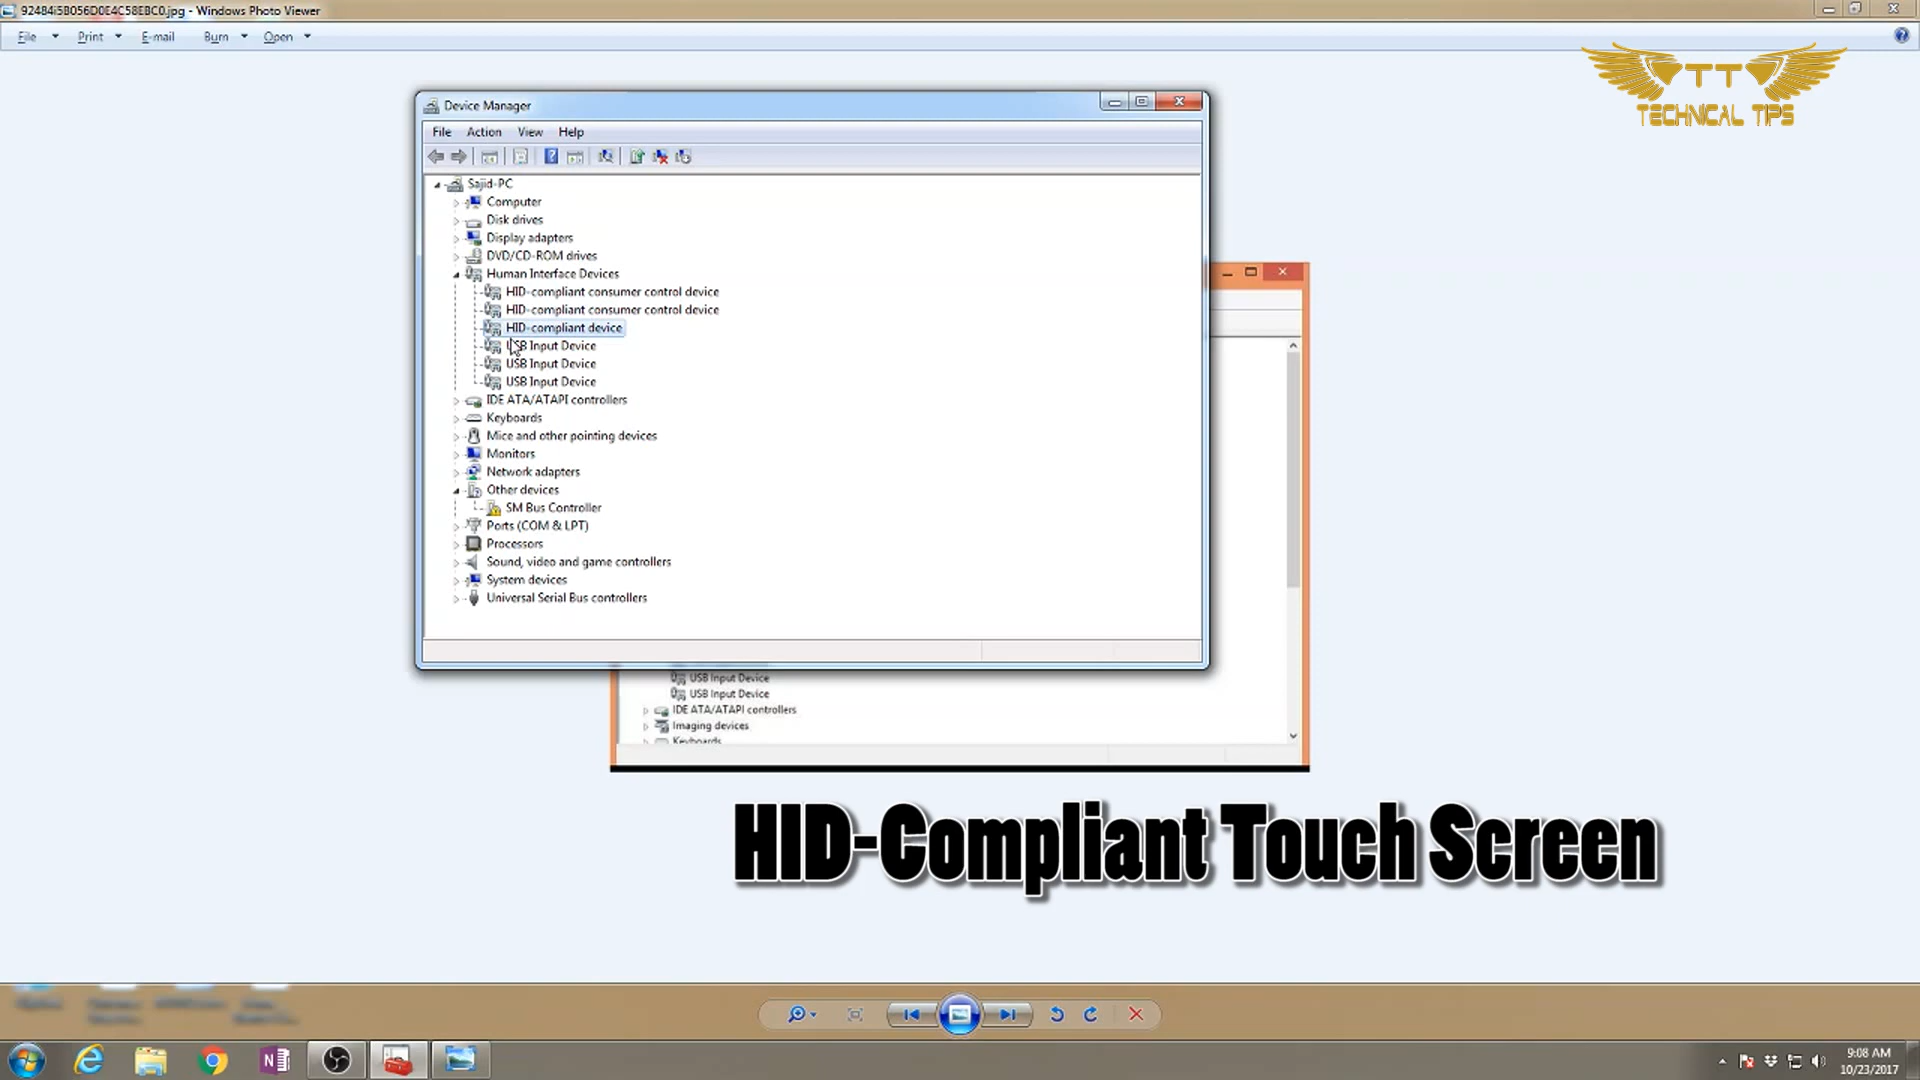 92484i5B056D0E4C58EBC0.jpg - Windows Photo Viewer
File Print E-mail Burn Open
TT
TECHNICAL TIPS
Device Manager
File Action View Help
Sajid-PC
Computer
Disk drives
Display adapters
DVD/CD-ROM drives
Human Interface Devices
HID-compliant consumer control device
HID-compliant consumer control device
HID-compliant device
USB Input Device
USB Input Device
USB Input Device
IDE ATA/ATAPI controllers
Keyboards
Mice and other pointing devices
Monitors
Network adapters
Other devices
SM Bus Controller
Ports (COM & LPT)
Processors
Sound, video and game controllers
System devices
Universal Serial Bus controllers
USB Input Device
USB Input Device
IDE ATA/ATAPI controllers
Imaging devices
Keyboards
HID-Compliant Touch Screen
9:08 AM
10/23/2017